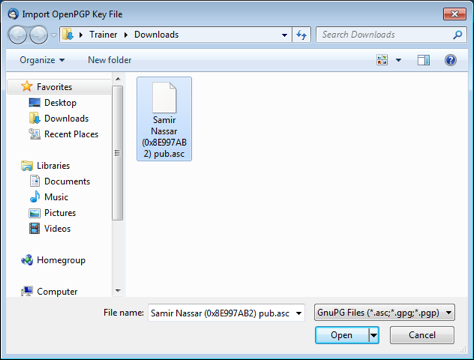 Import OpenPGP Key File
Trainer
Downloads
Search Downloads
Organize
New folder
Favorites
Desktop
Downloads
Recent Places
Libraries
Documents
Music
Pictures
Videos
Homegroup
Computer
Samir
Nassar
(0x8E997AB
2) pub.asc
File name:
Samir Nassar (0x8E997AB2) pub.asc
GnuPG Files (*.asc;*.gpg;*.pgp)
Open
Cancel